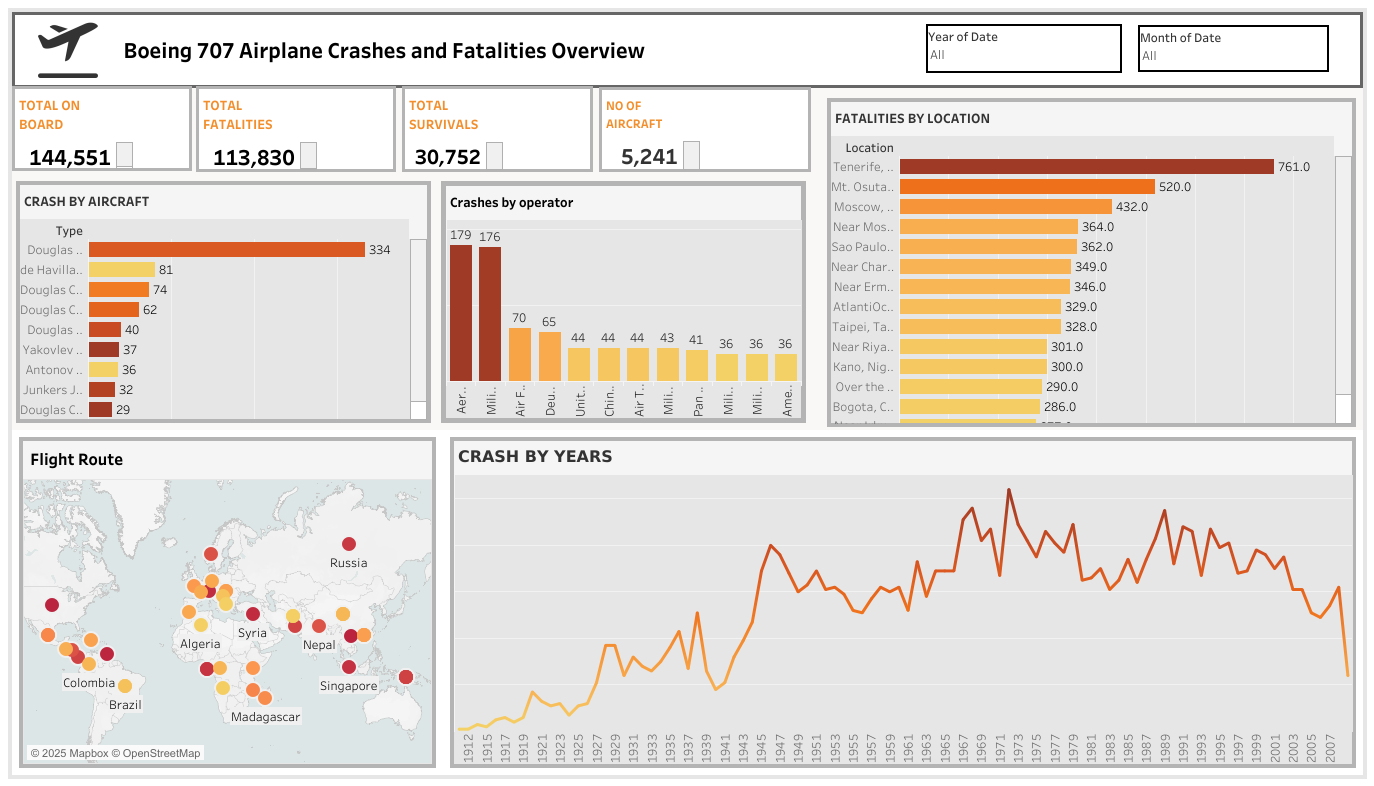 Boeing 707 Airplane Crashes and Fatalities Overview
Year of Date
All
Month of Date
All
TOTAL ON
BOARD
144,551
TOTAL
FATALITIES
113,830
TOTAL
SURVIVALS
30,752
NO OF
AIRCRAFT
5,241
FATALITIES BY LOCATION
Location
Tenerife, .. 761.0
Mt. Osuta.. 520.0
Moscow, .. 432.0
Near Mos.. 364.0
Sao Paulo.. 362.0
Near Char.. 349.0
Near Erm.. 346.0
AtlantiOc.. 329.0
Taipei, Ta.. 328.0
Near Riya.. 301.0
Kano, Nig.. 300.0
Over the .. 290.0
Bogota, C.. 286.0
CRASH BY AIRCRAFT
Type
Douglas .. 334
de Havilla.. 81
Douglas C.. 74
Douglas C.. 62
Douglas .. 40
Yakovlev .. 37
Antonov .. 36
Junkers J.. 32
Douglas C.. 29
Crashes by operator
179 176 70 65 44 44 44 43 41 36 36 36
Aer.. Mili.. Air F.. Deu.. Unit.. Chin.. Air T.. Mili.. Pan .. Mili.. Mili.. Ame..
Flight Route
Russia
Syria
Algeria
Nepal
Colombia
Singapore
Brazil
Madagascar
© 2025 Mapbox © OpenStreetMap
CRASH BY YEARS
1912 1915 1917 1919 1921 1923 1925 1927 1929 1931 1933 1935 1937 1939 1941 1943 1945 1947 1949 1951 1953 1955 1957 1959 1961 1963 1965 1967 1969 1971 1973 1975 1977 1979 1981 1983 1985 1987 1989 1991 1993 1995 1997 1999 2001 2003 2005 2007